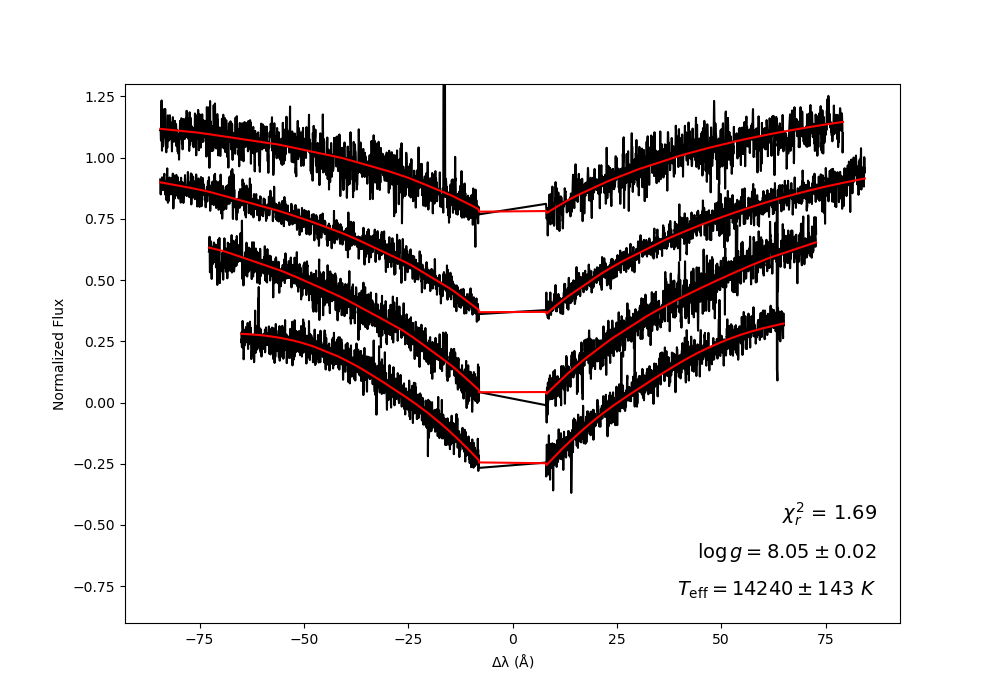 1.25
1.00
0.75
0.50
0.25
0.00
−0.25
−0.50
−0.75
Normalized Flux
χ²ᵣ = 1.69
log g = 8.05 ± 0.02
T_eff = 14240 ± 143 K
−75 −50 −25 0 25 50 75
Δλ (Å)